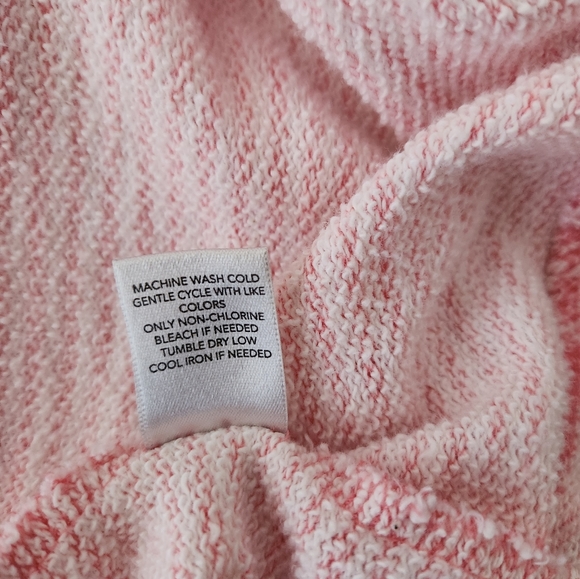 MACHINE WASH COLD
GENTLE CYCLE WITH LIKE
COLORS
ONLY NON-CHLORINE
BLEACH IF NEEDED
TUMBLE DRY LOW
COOL IRON IF NEEDED